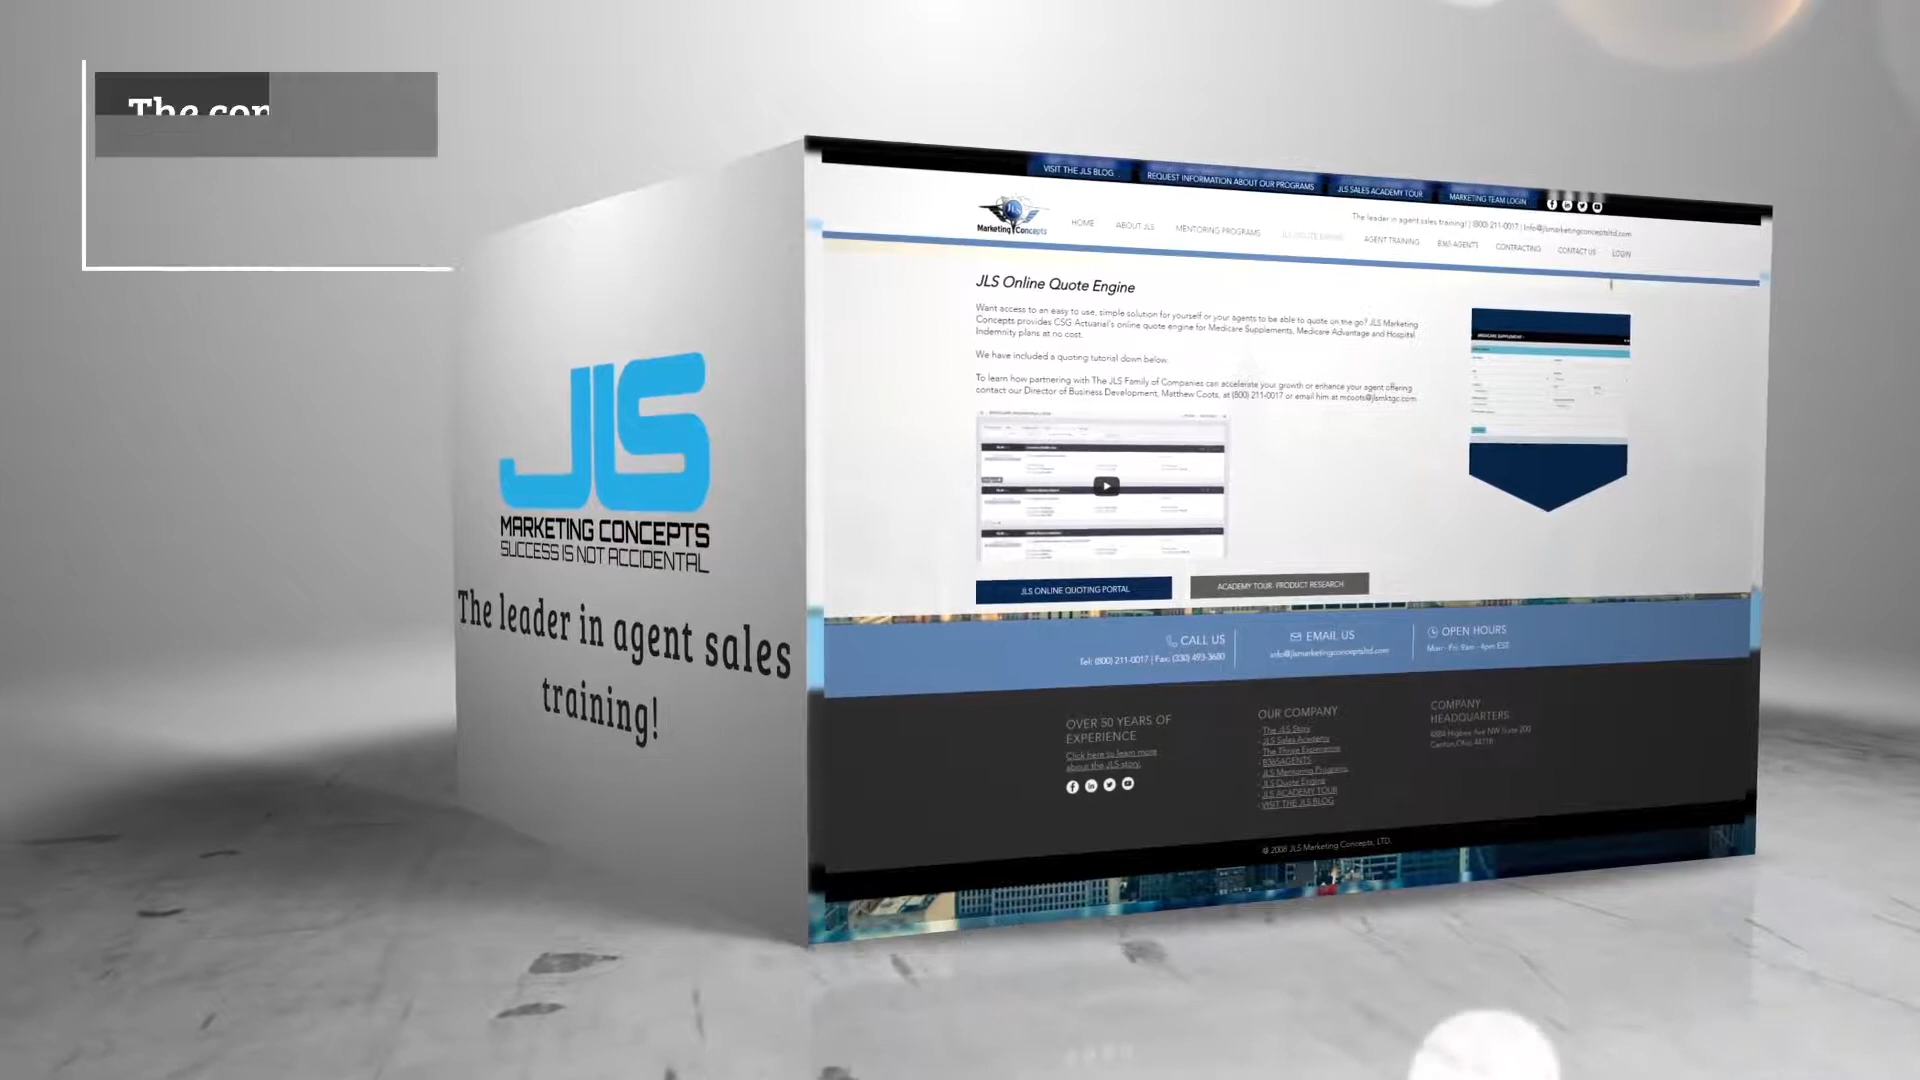 The con
VISIT THE JLS BLOG
REQUEST INFORMATION ABOUT OUR PROGRAMS
JLS SALES ACADEMY TOUR
MARKETING TEAM LOGIN
JLS
Marketing Concepts
The leader in agent sales training! | (800) 211-0017 | Info@jlsmarketingconceptsltd.com
HOME
ABOUT JLS
MENTORING PROGRAMS
JLS QUOTE ENGINE
AGENT TRAINING
B365 AGENTS
CONTRACTING
CONTACT US
LOGIN
JLS Online Quote Engine
Want access to an easy to use, simple solution for yourself or your agents to be able to quote on the go? JLS Marketing
Concepts provides CSG Actuarial's online quote engine for Medicare Supplements, Medicare Advantage and Hospital
Indemnity plans at no cost.
We have included a quoting tutorial down below.
To learn how partnering with The JLS Family of Companies can accelerate your growth or enhance your agent offering
contact our Director of Business Development, Matthew Coots, at (800) 211-0017 or email him at mcoots@jlsmktgc.com
MEDICARE SUPPLEMENT
JLS ONLINE QUOTING PORTAL
ACADEMY TOUR- PRODUCT RESEARCH
JLS
MARKETING CONCEPTS
SUCCESS IS NOT ACCIDENTAL
The leader in agent sales
training!
CALL US
Tel: (800) 211-0017 | Fax: (330) 493-3680
EMAIL US
info@jlsmarketingconceptsltd.com
OPEN HOURS
Mon - Fri: 9am - 4pm EST
OVER 50 YEARS OF
EXPERIENCE
Click here to learn more
about the JLS story.
OUR COMPANY
- The JLS Story
- JLS Sales Academy
- The Thrive Experience
- B365AGENTS
- JLS Mentoring Programs
- JLS Quote Engine
- JLS ACADEMY TOUR
- VISIT THE JLS BLOG
COMPANY
HEADQUARTERS
4884 Higbee Ave NW Suite 200
Canton, Ohio 44718
© 2008 JLS Marketing Concepts, LTD.